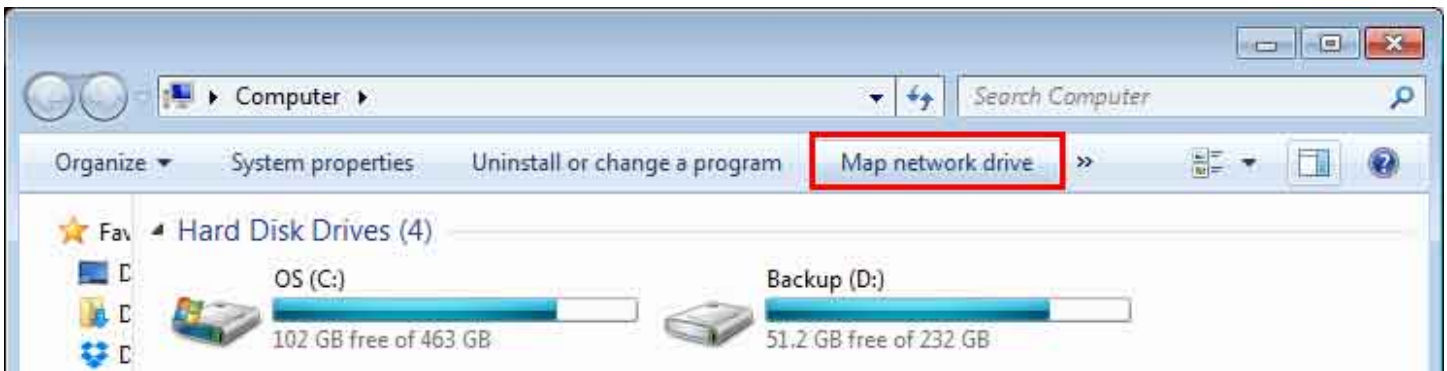 Computer
Search Computer
Organize System properties Uninstall or change a program Map network drive »
Fav
Hard Disk Drives (4)
D
OS (C:) Backup (D:)
D
102 GB free of 463 GB 51.2 GB free of 232 GB
D